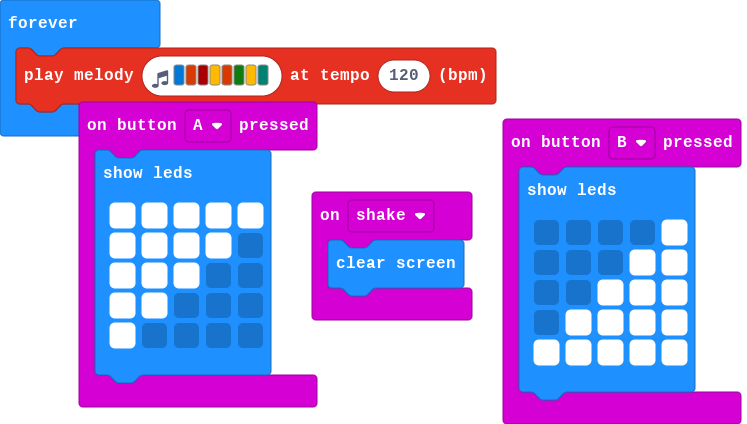 forever
play melody at tempo 120 (bpm)
on button A pressed
show leds
on shake
clear screen
on button B pressed
show leds